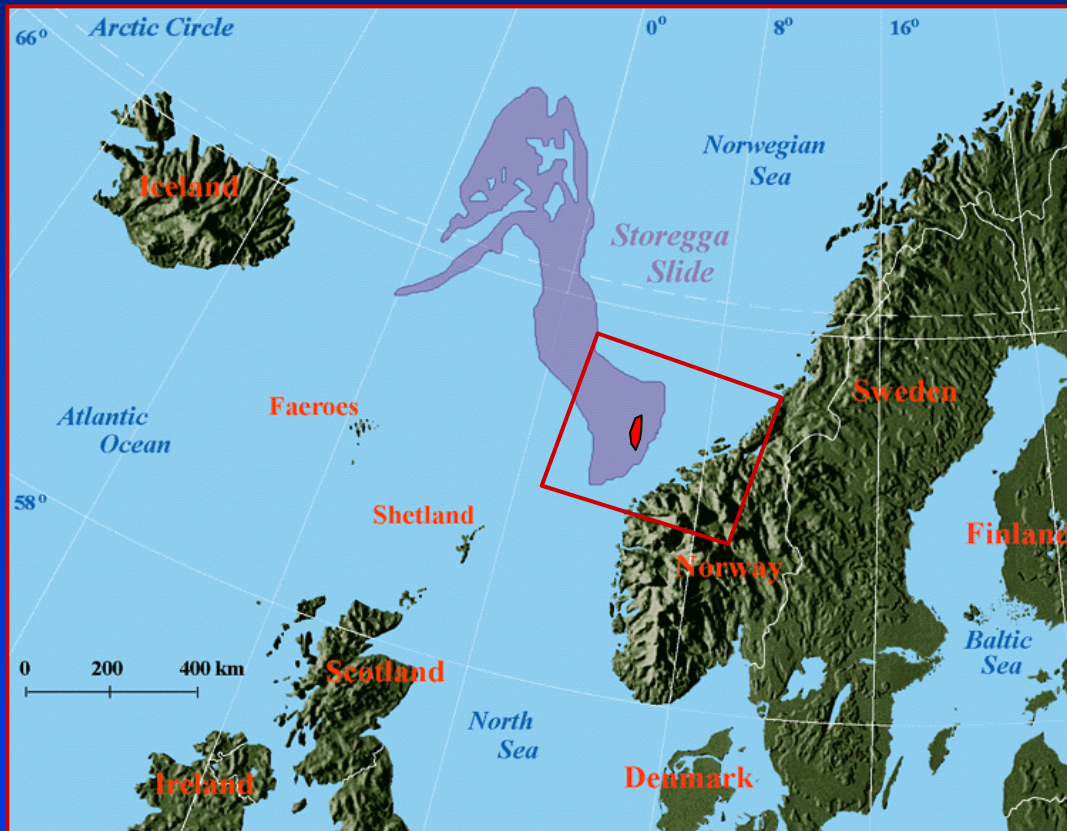 Arctic Circle
66°
0°
8°
16°
Norwegian
Sea
Iceland
Storegga
Slide
Sweden
Faeroes
Atlantic
Ocean
58°
Shetland
Finland
Norway
Baltic
Sea
0 200 400 km
Scotland
North
Sea
Ireland
Denmark